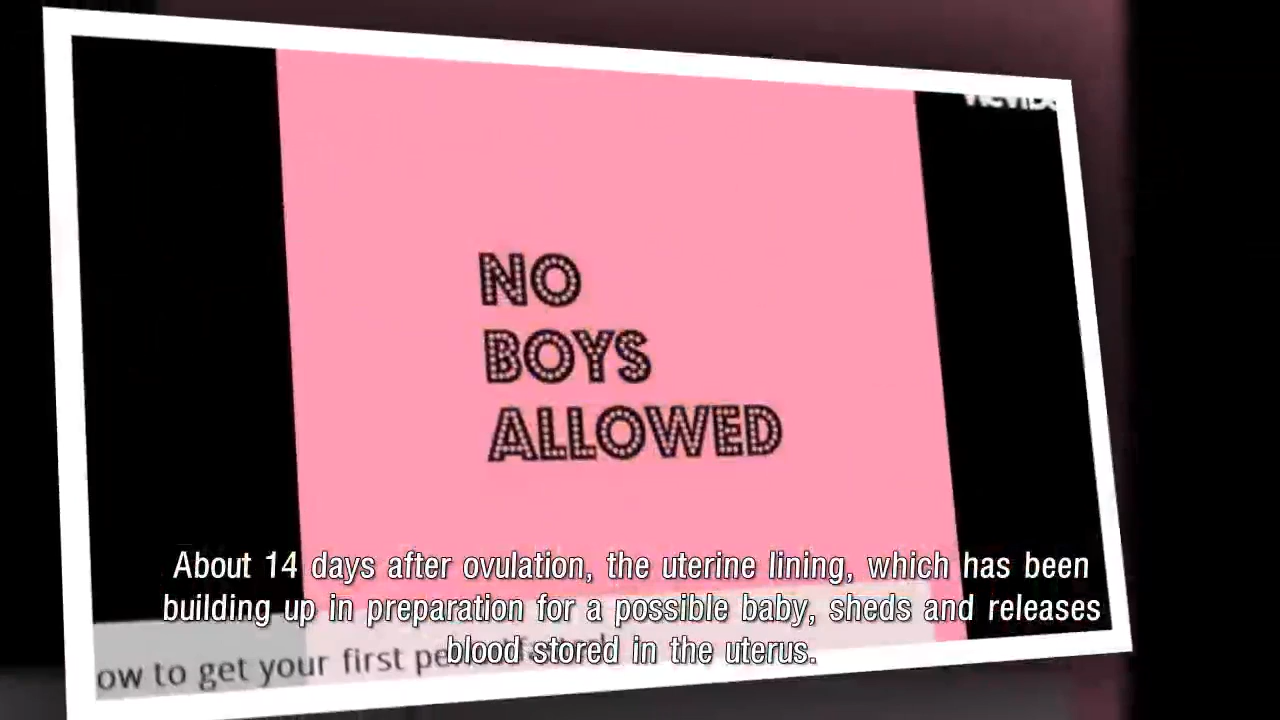 NO
BOYS
ALLOWED
About 14 days after ovulation, the uterine lining, which has been
building up in preparation for a possible baby, sheds and releases
blood stored in the uterus.
ow to get your first